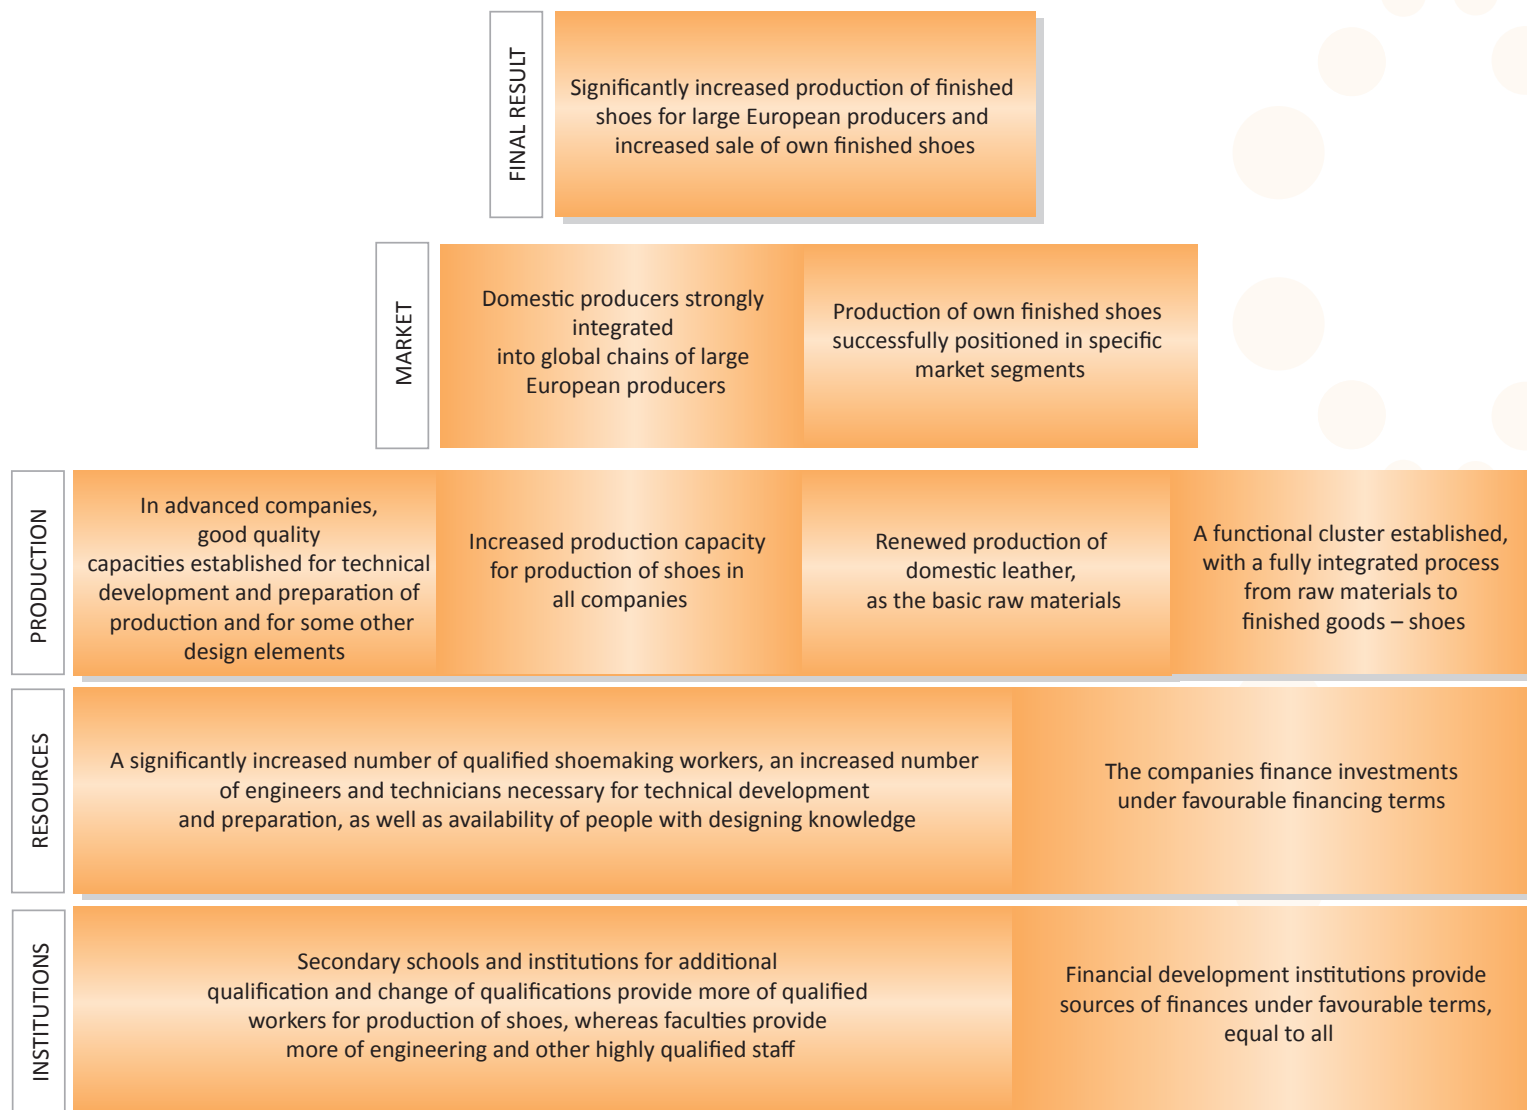 FINAL RESULT
Significantly increased production of finished
shoes for large European producers and
increased sale of own finished shoes
MARKET
Domestic producers strongly
integrated
into global chains of large
European producers
Production of own finished shoes
successfully positioned in specific
market segments
PRODUCTION
In advanced companies,
good quality
capacities established for technical
development and preparation of
production and for some other
design elements
Increased production capacity
for production of shoes in
all companies
Renewed production of
domestic leather,
as the basic raw materials
A functional cluster established,
with a fully integrated process
from raw materials to
finished goods – shoes
RESOURCES
A significantly increased number of qualified shoemaking workers, an increased number
of engineers and technicians necessary for technical development
and preparation, as well as availability of people with designing knowledge
The companies finance investments
under favourable financing terms
INSTITUTIONS
Secondary schools and institutions for additional
qualification and change of qualifications provide more of qualified
workers for production of shoes, whereas faculties provide
more of engineering and other highly qualified staff
Financial development institutions provide
sources of finances under favourable terms,
equal to all